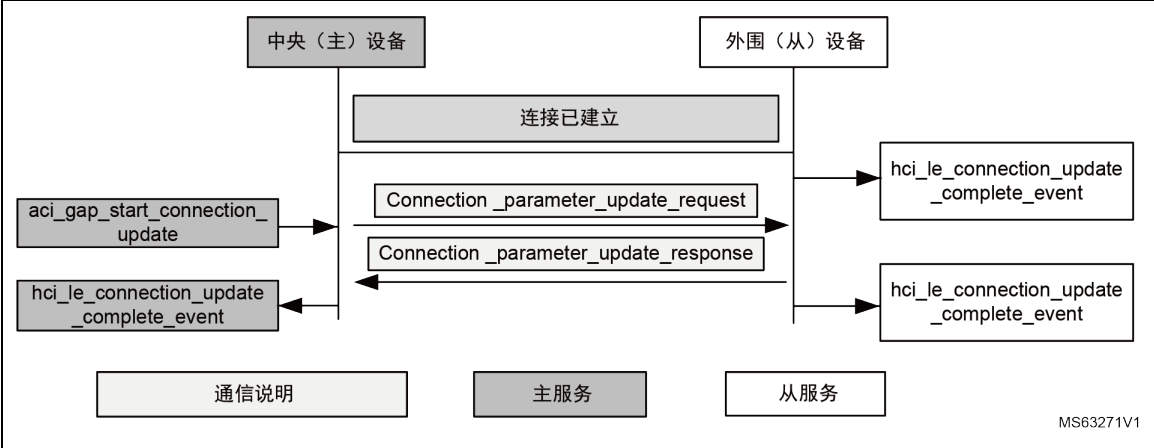 中央（主）设备
外围（从）设备
连接已建立
hci_le_connection_update
_complete_event
Connection _parameter_update_request
aci_gap_start_connection_
update
Connection _parameter_update_response
hci_le_connection_update
_complete_event
hci_le_connection_update
_complete_event
通信说明
主服务
从服务
MS63271V1